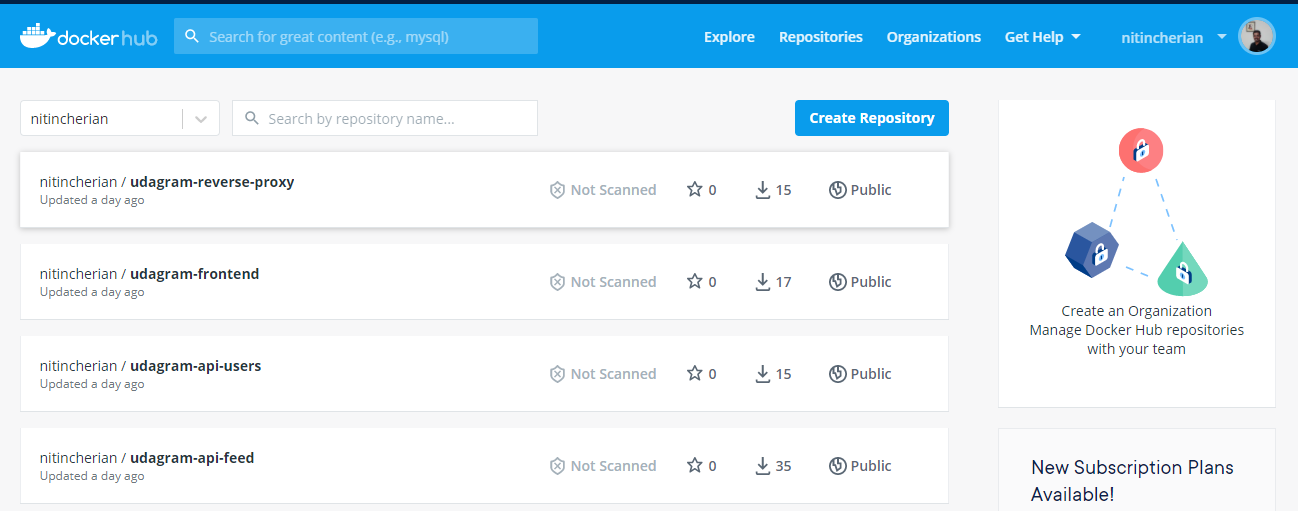 dockerhub
Search for great content (e.g., mysql)
Explore
Repositories
Organizations
Get Help
nitincherian
nitincherian
Search by repository name...
Create Repository
nitincherian / udagram-reverse-proxy
Updated a day ago
Not Scanned
0
15
Public
nitincherian / udagram-frontend
Updated a day ago
Not Scanned
0
17
Public
nitincherian / udagram-api-users
Updated a day ago
Not Scanned
0
15
Public
nitincherian / udagram-api-feed
Updated a day ago
Not Scanned
0
35
Public
Create an Organization
Manage Docker Hub repositories
with your team
New Subscription Plans
Available!